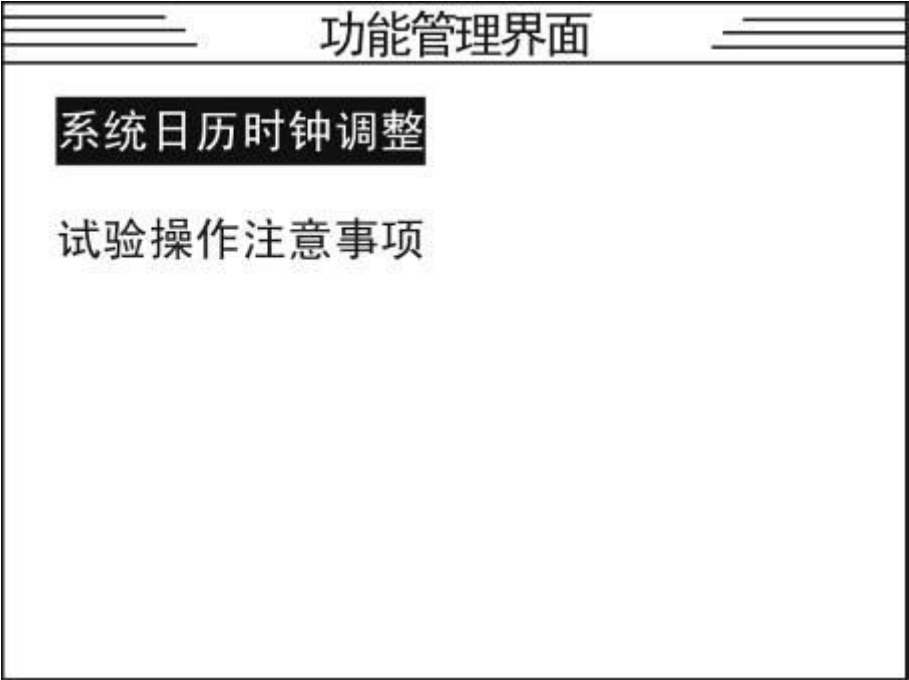 功能管理界面
系统日历时钟调整
试验操作注意事项